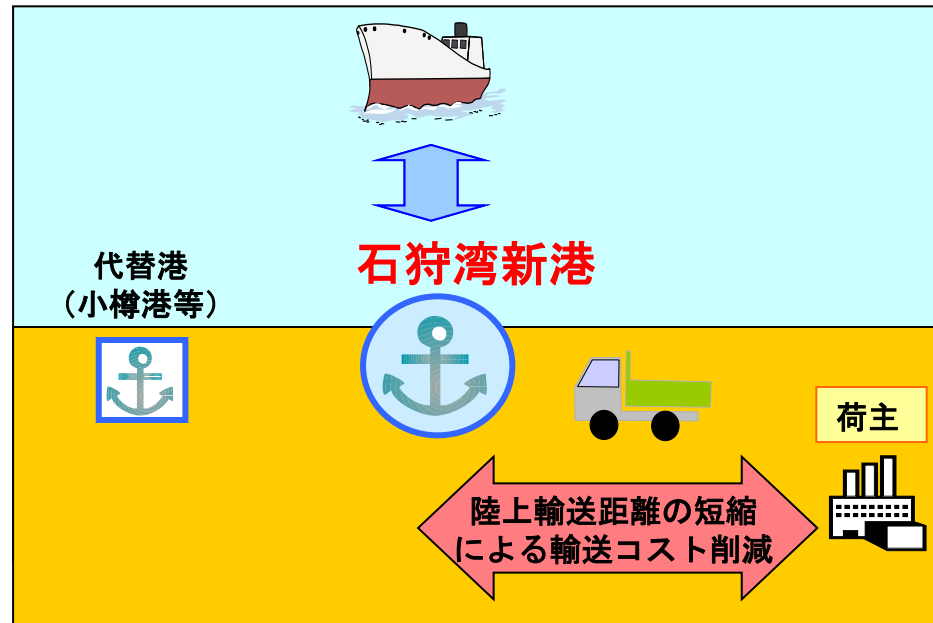 代替港
（小樽港等）
石狩湾新港
荷主
陸上輸送距離の短縮
による輸送コスト削減